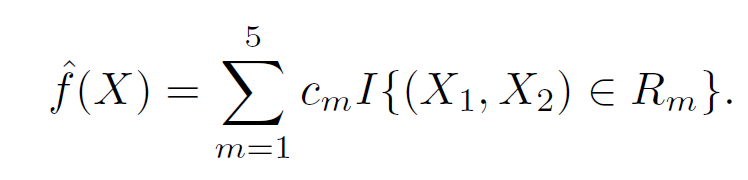 f̂(X) = ∑_{m=1}^{5} c_m I{(X_1, X_2) ∈ R_m}.